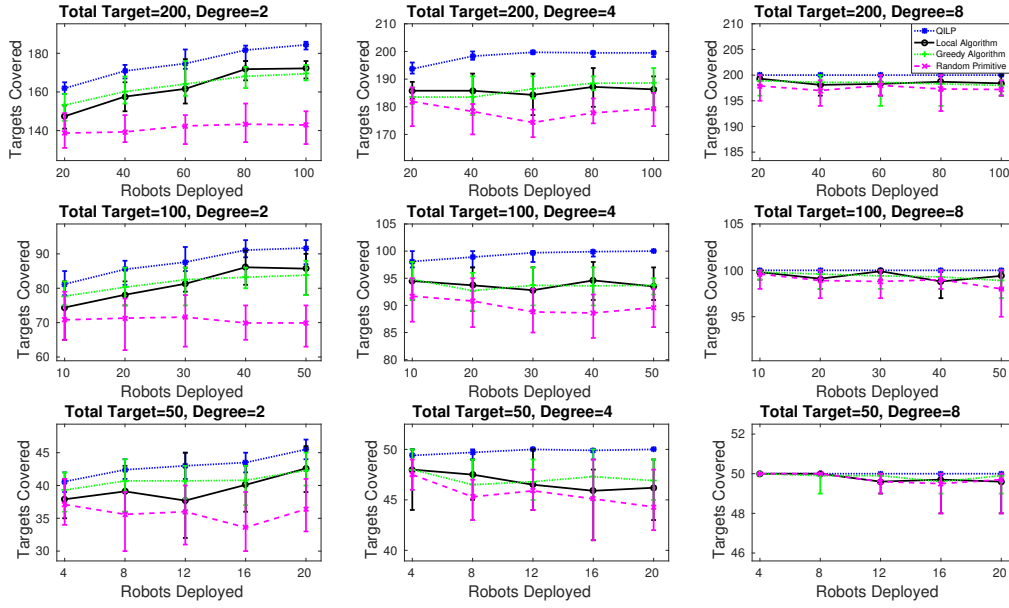 Total Target=200, Degree=2
Total Target=200, Degree=4
Total Target=200, Degree=8
Targets Covered
180
160
140
20 40 60 80 100
Robots Deployed
Targets Covered
210
200
190
180
170
160
20 40 60 80 100
Robots Deployed
Targets Covered
210
205
200
195
190
185
20 40 60 80 100
Robots Deployed
QILP
Local Algorithm
Greedy Algorithm
Random Primitive
Total Target=100, Degree=2
Total Target=100, Degree=4
Total Target=100, Degree=8
Targets Covered
90
80
70
60
10 20 30 40 50
Robots Deployed
Targets Covered
105
100
95
90
85
80
10 20 30 40 50
Robots Deployed
Targets Covered
105
100
95
10 20 30 40 50
Robots Deployed
Total Target=50, Degree=2
Total Target=50, Degree=4
Total Target=50, Degree=8
Targets Covered
45
40
35
30
4 8 12 16 20
Robots Deployed
Targets Covered
50
45
40
4 8 12 16 20
Robots Deployed
Targets Covered
52
50
48
46
4 8 12 16 20
Robots Deployed